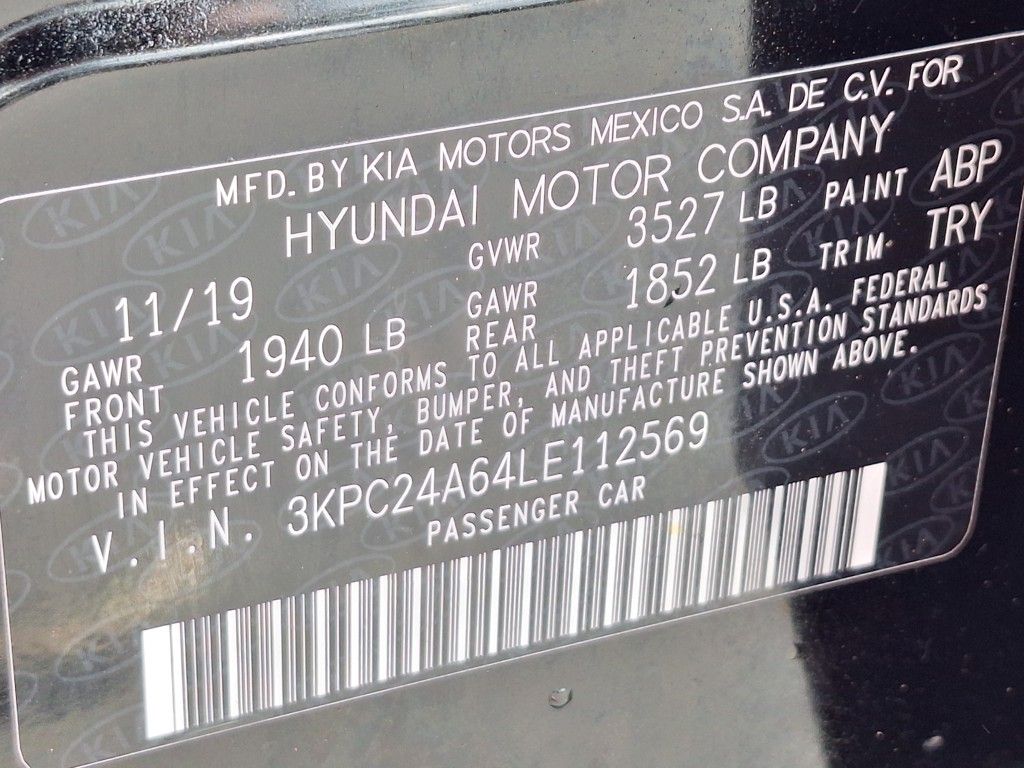 MFD. BY KIA MOTORS MEXICO S.A. DE C.V. FOR
HYUNDAI MOTOR COMPANY
11/19 GVWR 3527 LB PAINT ABP
GAWR FRONT 1940 LB GAWR REAR 1852 LB TRIM TRY
THIS VEHICLE CONFORMS TO ALL APPLICABLE U.S.A. FEDERAL
MOTOR VEHICLE SAFETY, BUMPER, AND THEFT PREVENTION STANDARDS
IN EFFECT ON THE DATE OF MANUFACTURE SHOWN ABOVE.
V.I.N. 3KPC24A64LE112569
PASSENGER CAR